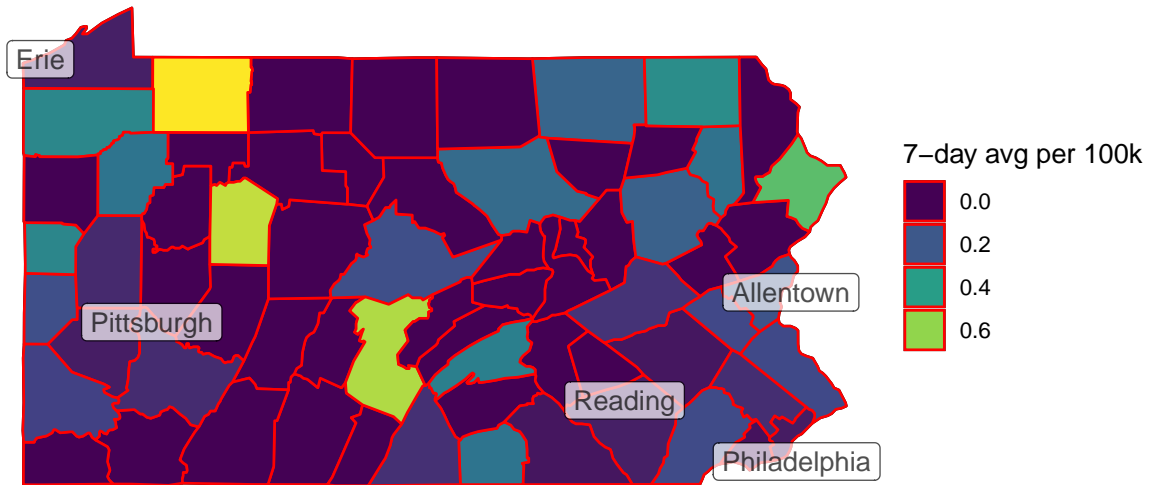 Erie
7−day avg per 100k
0.0
0.2
0.4
0.6
Allentown
Pittsburgh
Reading
Philadelphia